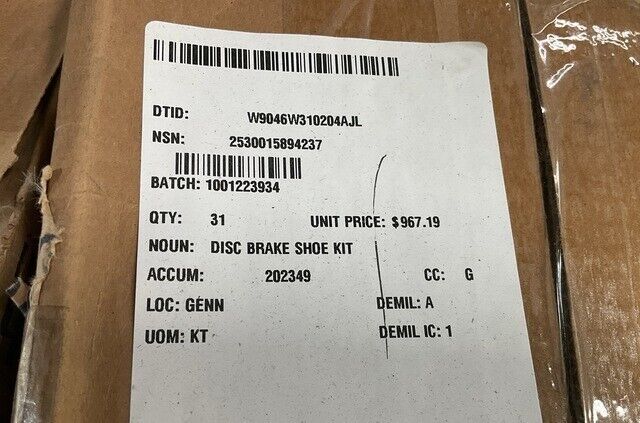 DTID: W9046W310204AJL
NSN: 2530015894237
BATCH: 1001223934
QTY: 31 UNIT PRICE: $967.19
NOUN: DISC BRAKE SHOE KIT
ACCUM: 202349 CC: G
LOC: GENN DEMIL: A
UOM: KT DEMIL IC: 1